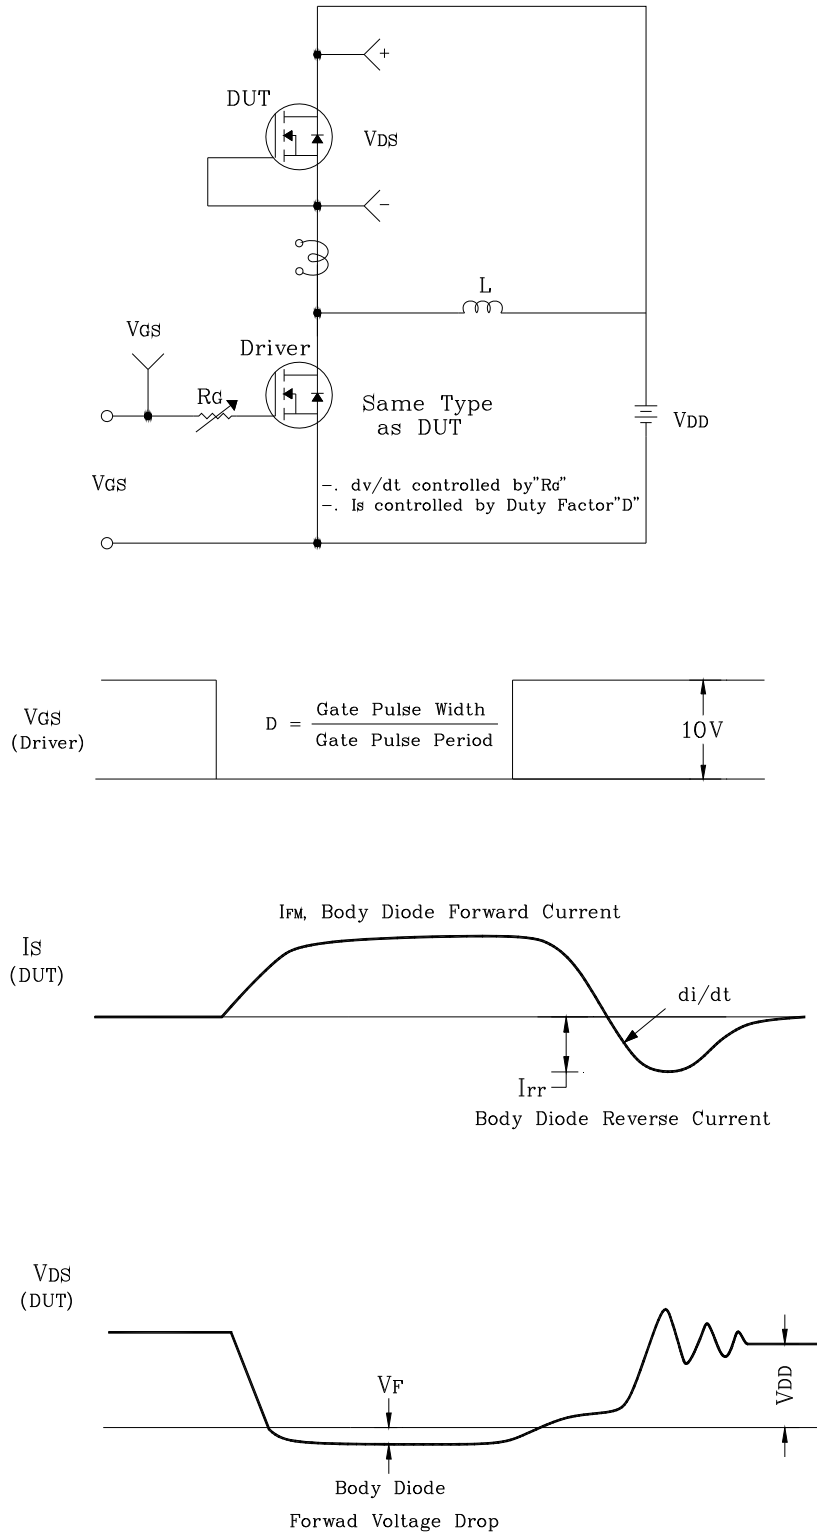 +
DUT
VDS
−
L
VGS
Driver
RG
Same Type
as DUT
VDD
VGS
−. dv/dt controlled by"RG"
−. Is controlled by Duty Factor"D"
VGS
(Driver)
D = Gate Pulse Width
Gate Pulse Period
10V
IFM, Body Diode Forward Current
IS
(DUT)
di/dt
Irr
Body Diode Reverse Current
VDS
(DUT)
VF
VDD
Body Diode
Forwad Voltage Drop